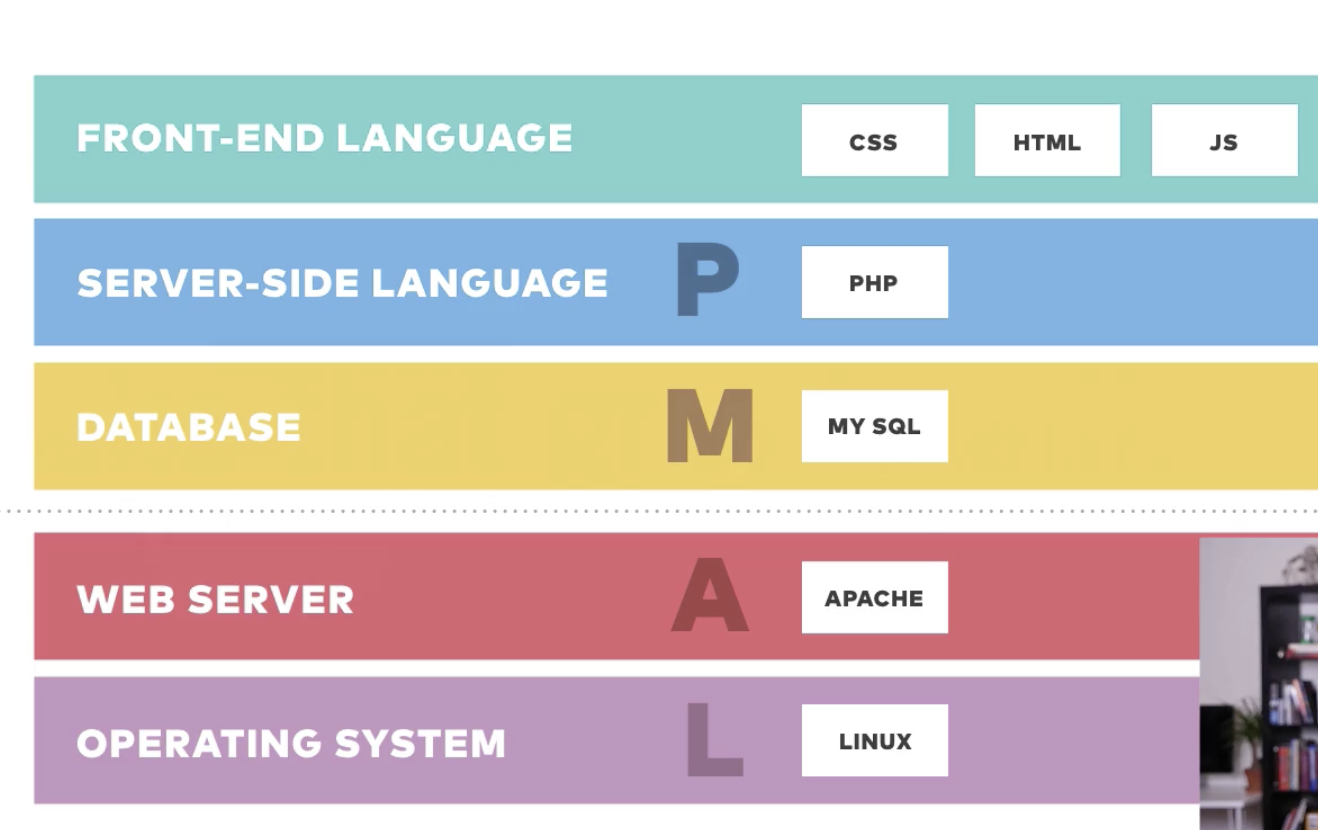 FRONT-END LANGUAGE CSS HTML JS
SERVER-SIDE LANGUAGE P PHP
DATABASE M MY SQL
WEB SERVER A APACHE
OPERATING SYSTEM L LINUX